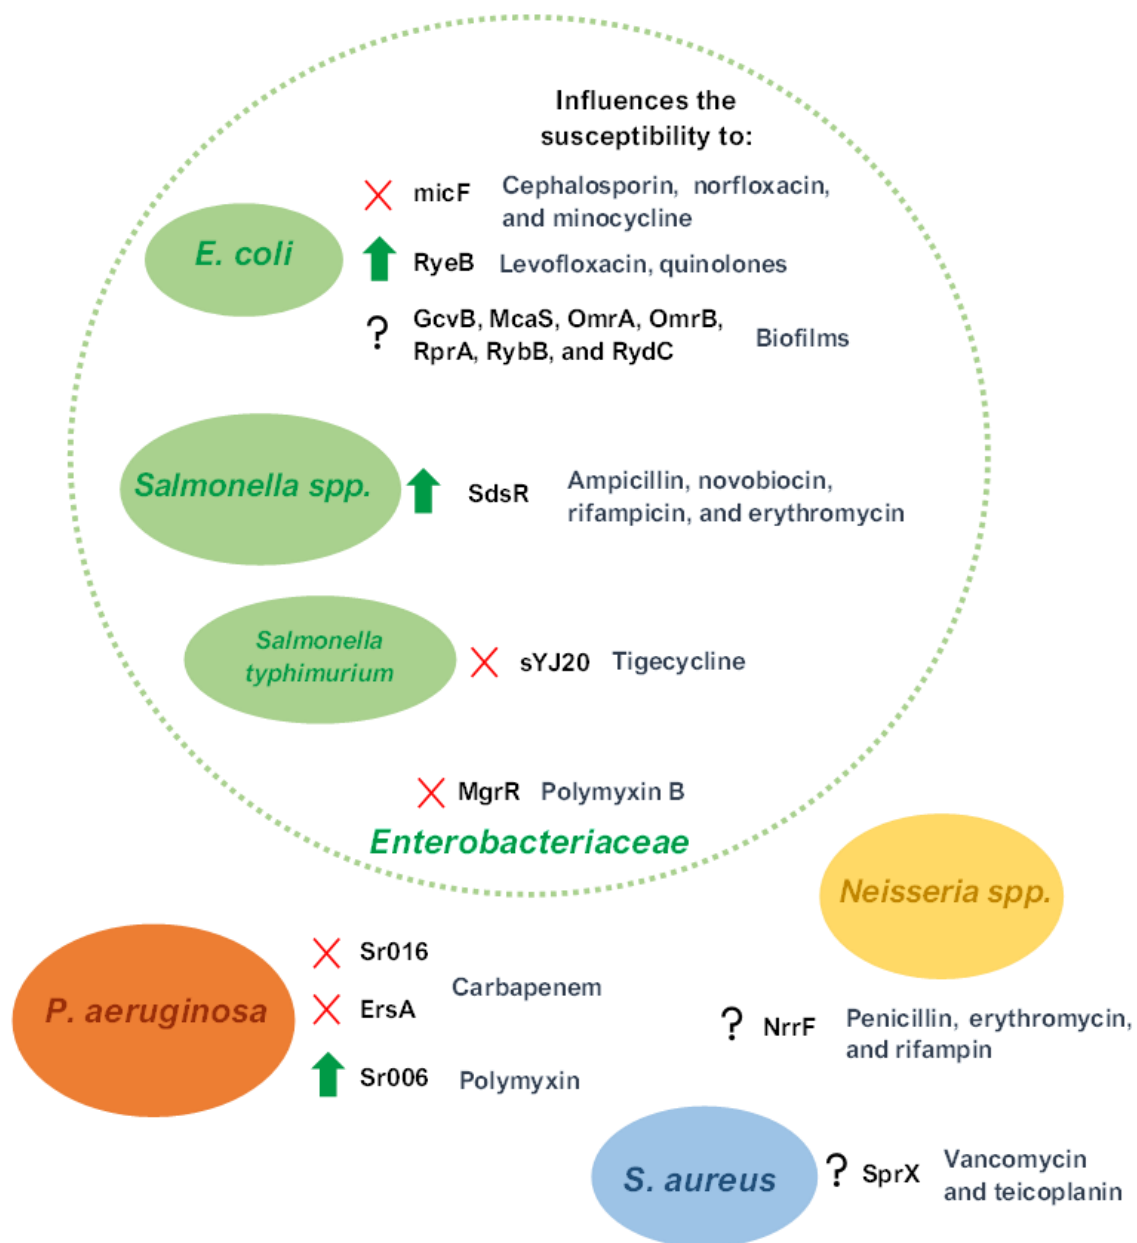 Influences the
susceptibility to:
E. coli
micF
Cephalosporin, norfloxacin,
and minocycline
RyeB
Levofloxacin, quinolones
?
GcvB, McaS, OmrA, OmrB,
RprA, RybB, and RydC
Biofilms
Salmonella spp.
SdsR
Ampicillin, novobiocin,
rifampicin, and erythromycin
Salmonella
typhimurium
sYJ20
Tigecycline
MgrR
Polymyxin B
Enterobacteriaceae
Neisseria spp.
?
NrrF
Penicillin, erythromycin,
and rifampin
P. aeruginosa
Sr016
ErsA
Carbapenem
Sr006
Polymyxin
S. aureus
?
SprX
Vancomycin
and teicoplanin